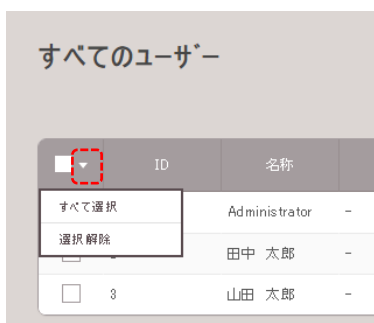 すべてのユーザー
ID 名称
すべて選択
Administrator -
選択解除
田中 太郎 -
3 山田 太郎 -